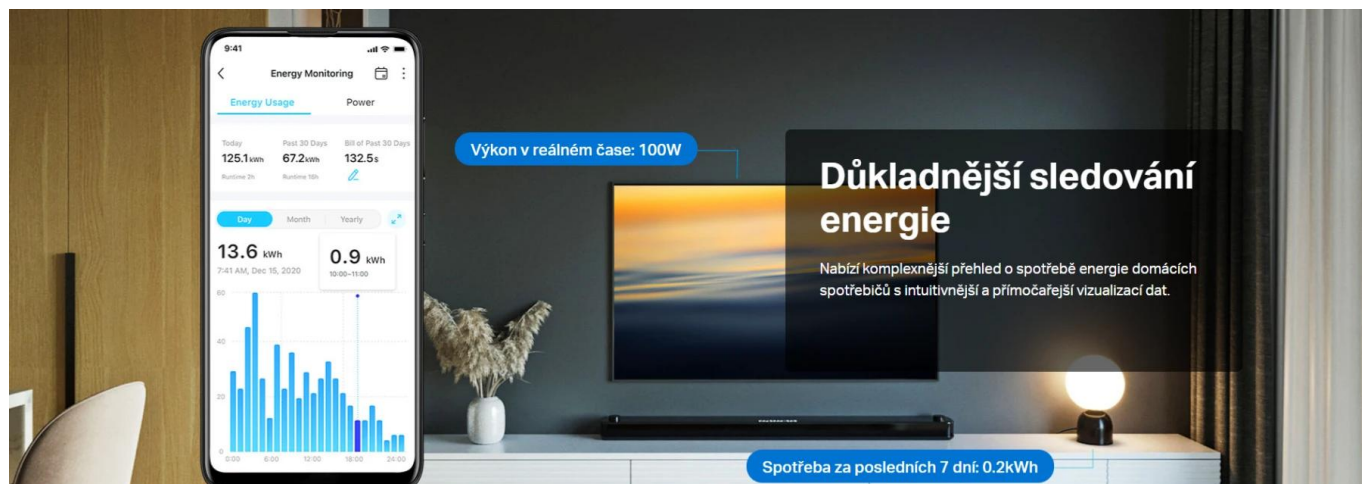 9:41
Energy Monitoring
Energy Usage Power
Today Past 30 Days Bill of Past 30 Days
125.1 kWh 67.2 kWh 132.5 s
Runtime 2h Runtime 18h
Day Month Yearly
13.6 kWh
7:41 AM, Dec 15, 2020
0.9 kWh
10:00-11:00
60
40
20
0
0:00 6:00 12:00 18:00 24:00
Výkon v reálném čase: 100W
Důkladnější sledování
energie
Nabízí komplexnější přehled o spotřebě energie domácích
spotřebičů s intuitivnější a přímočařejší vizualizací dat.
Spotřeba za posledních 7 dní: 0.2kWh